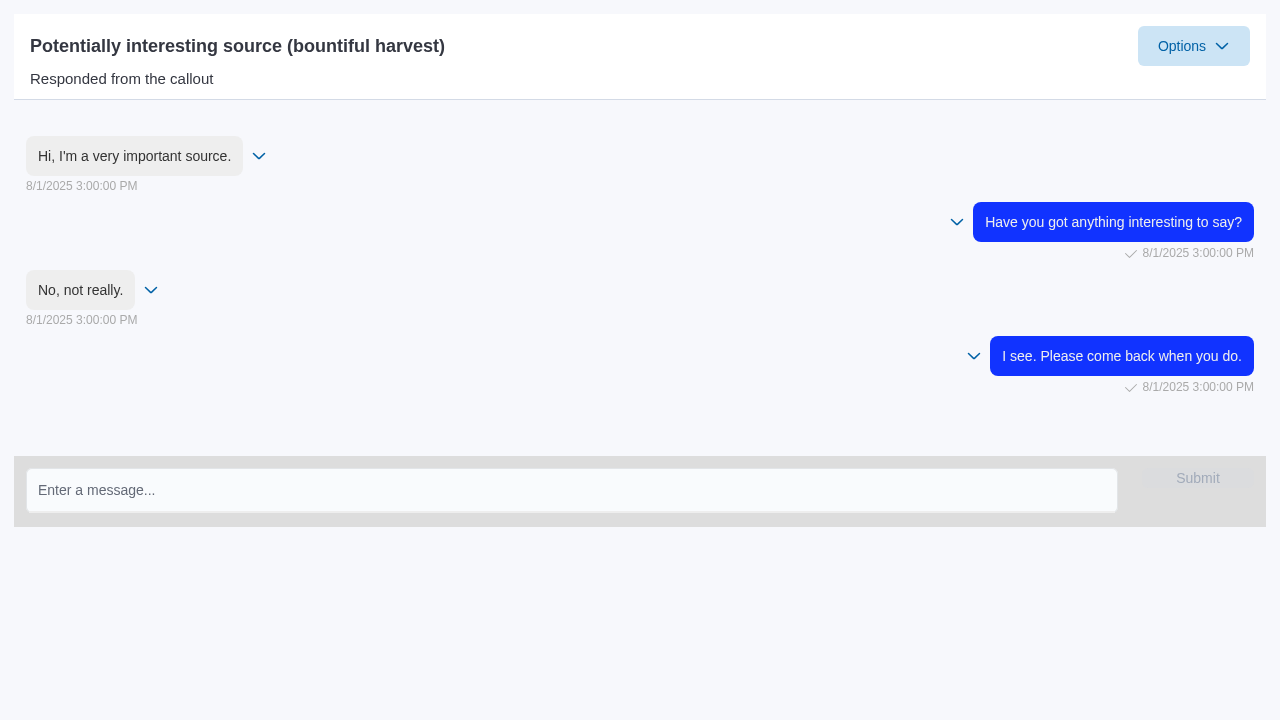 Potentially interesting source (bountiful harvest)
Options
Responded from the callout
Hi, I'm a very important source.
8/1/2025 3:00:00 PM
Have you got anything interesting to say?
8/1/2025 3:00:00 PM
No, not really.
8/1/2025 3:00:00 PM
I see. Please come back when you do.
8/1/2025 3:00:00 PM
Enter a message...
Submit